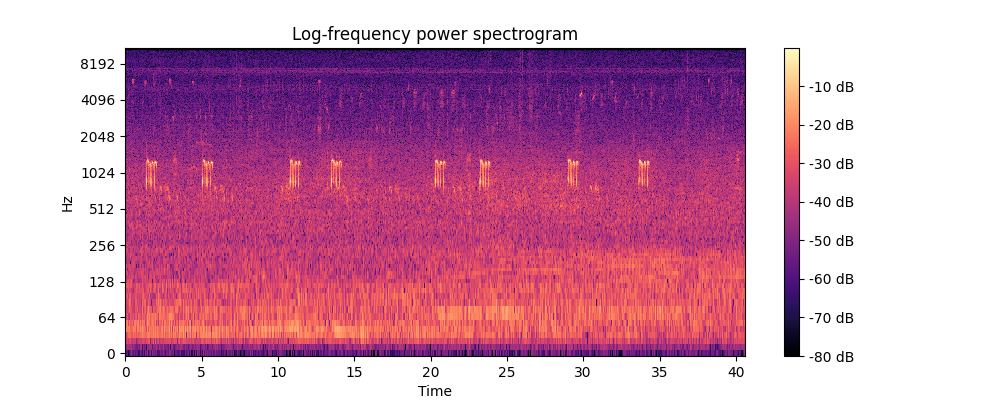 Log-frequency power spectrogram
Hz
8192
4096
2048
1024
512
256
128
64
0
0 5 10 15 20 25 30 35 40
Time
-10 dB
-20 dB
-30 dB
-40 dB
-50 dB
-60 dB
-70 dB
-80 dB